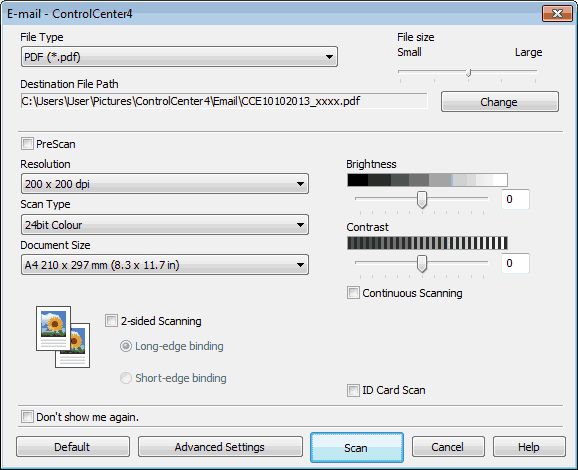 E-mail - ControlCenter4
File Type
PDF (*.pdf)
File size
Small Large
Destination File Path
C:\Users\User\Pictures\ControlCenter4\Email\CCE10102013_xxxx.pdf
Change
PreScan
Resolution
200 x 200 dpi
Scan Type
24bit Colour
Document Size
A4 210 x 297 mm (8.3 x 11.7 in)
Brightness
0
Contrast
0
Continuous Scanning
2-sided Scanning
Long-edge binding
Short-edge binding
ID Card Scan
Don't show me again.
Default Advanced Settings Scan Cancel Help